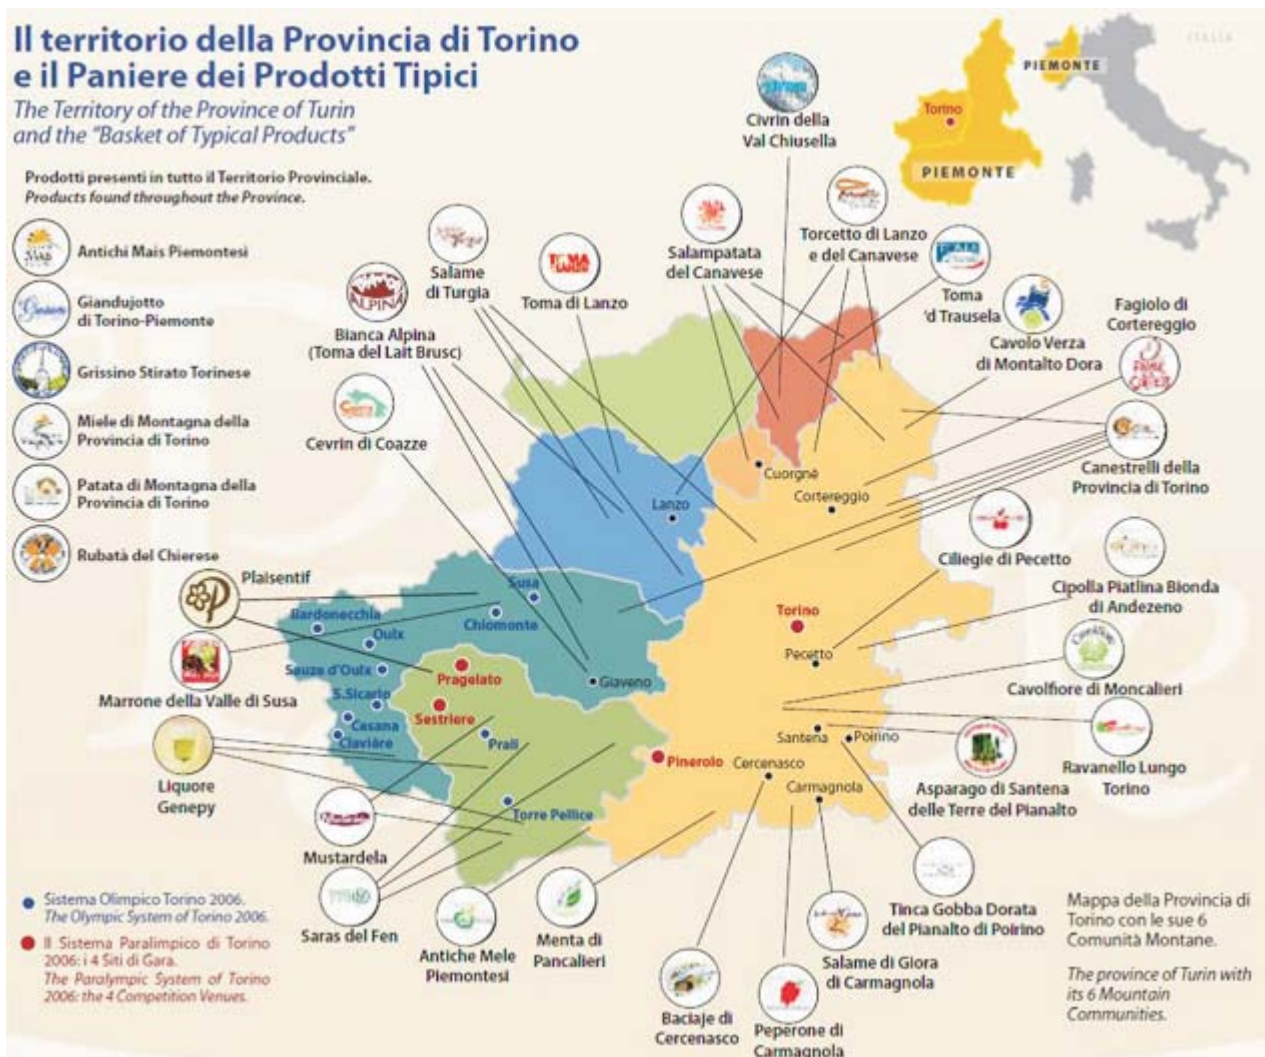 Il territorio della Provincia di Torino
e il Paniere dei Prodotti Tipici
The Territory of the Province of Turin
and the "Basket of Typical Products"
Prodotti presenti in tutto il Territorio Provinciale.
Products found throughout the Province.
Antichi Mais Piemontesi
Giandujotto
di Torino-Piemonte
Grissino Stirato Torinese
Miele di Montagna della
Provincia di Torino
Patata di Montagna della
Provincia di Torino
Rubatà del Chierese
ITALIA
PIEMONTE
Torino
PIEMONTE
Civrin della
Val Chiusella
Salampatata
del Canavese
Torcetto di Lanzo
e del Canavese
Toma
'd Trausela
Cavolo Verza
di Montalto Dora
Fagiolo di
Cortereggio
Salame
di Turgia
TOMA
LANZO
Toma di Lanzo
ALPINA
Bianca Alpina
(Toma del Lait Brusc)
Cevrin di Coazze
Canestrelli della
Provincia di Torino
Ciliegie di Pecetto
Cipolla Piatlina Bionda
di Andezeno
Cavolfiore di Moncalieri
Ravanello Lungo
Torino
Asparago di Santena
delle Terre del Pianalto
Tinca Gobba Dorata
del Pianalto di Poirino
Salame di Giora
di Carmagnola
Peperone di
Carmagnola
Baciaje di
Cercenasco
Menta di
Pancalieri
Antiche Mele
Piemontesi
Saras del Fen
Mustardela
Liquore
Genepy
Marrone della Valle di Susa
P
Plaisentif
Cuorgnè
Cortereggio
Lanzo
Susa
Chiomonte
Bardonecchia
Oulx
Sauze d'Oulx
S.Sicario
Cesana
Clavière
Pragelato
Sestriere
Prali
Torre Pellice
Giaveno
Torino
Pecetto
Santena
Poirino
Pinerolo
Cercenasco
Carmagnola
Sistema Olimpico Torino 2006.
The Olympic System of Torino 2006.
Il Sistema Paralimpico di Torino
2006: i 4 Siti di Gara.
The Paralympic System of Torino
2006: the 4 Competition Venues.
Mappa della Provincia di
Torino con le sue 6
Comunità Montane.
The province of Turin with
its 6 Mountain
Communities.